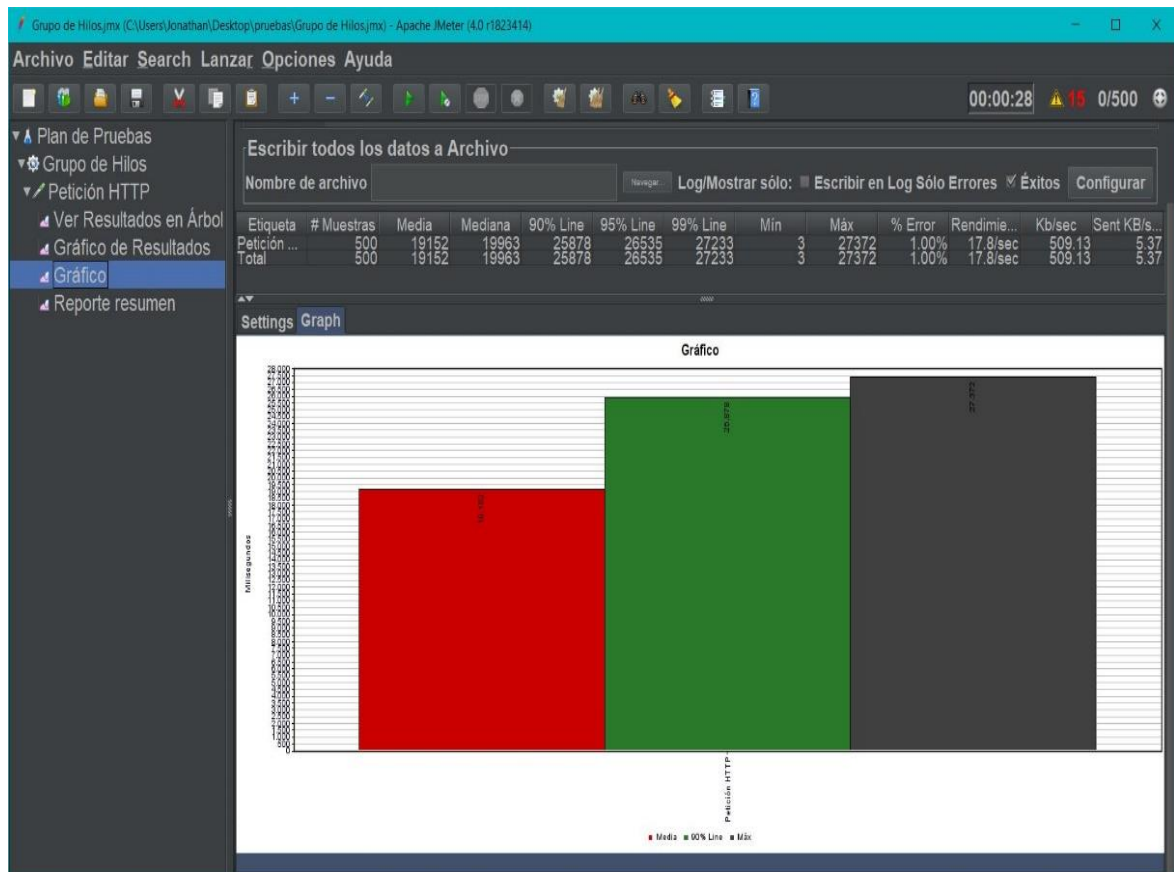 Grupo de Hilos.jmx (C:\Users\Jonathan\Desktop\pruebas\Grupo de Hilos.jmx) - Apache JMeter (4.0 r1823414)
Archivo Editar Search Lanzar Opciones Ayuda
00:00:28 15 0/500
Plan de Pruebas
Grupo de Hilos
Petición HTTP
Ver Resultados en Árbol
Gráfico de Resultados
Gráfico
Reporte resumen
Escribir todos los datos a Archivo
Nombre de archivo Navegar... Log/Mostrar sólo: Escribir en Log Sólo Errores Éxitos Configurar
Etiqueta # Muestras Media Mediana 90% Line 95% Line 99% Line Mín Máx % Error Rendimie... Kb/sec Sent KB/s...
Petición ... 500 19152 19963 25878 26535 27233 3 27372 1.00% 17.8/sec 509.13 5.37
Total 500 19152 19963 25878 26535 27233 3 27372 1.00% 17.8/sec 509.13 5.37
Settings Graph
Gráfico
Milisegundos
25.878
27.372
Petición HTTP
Media 90% Line Máx